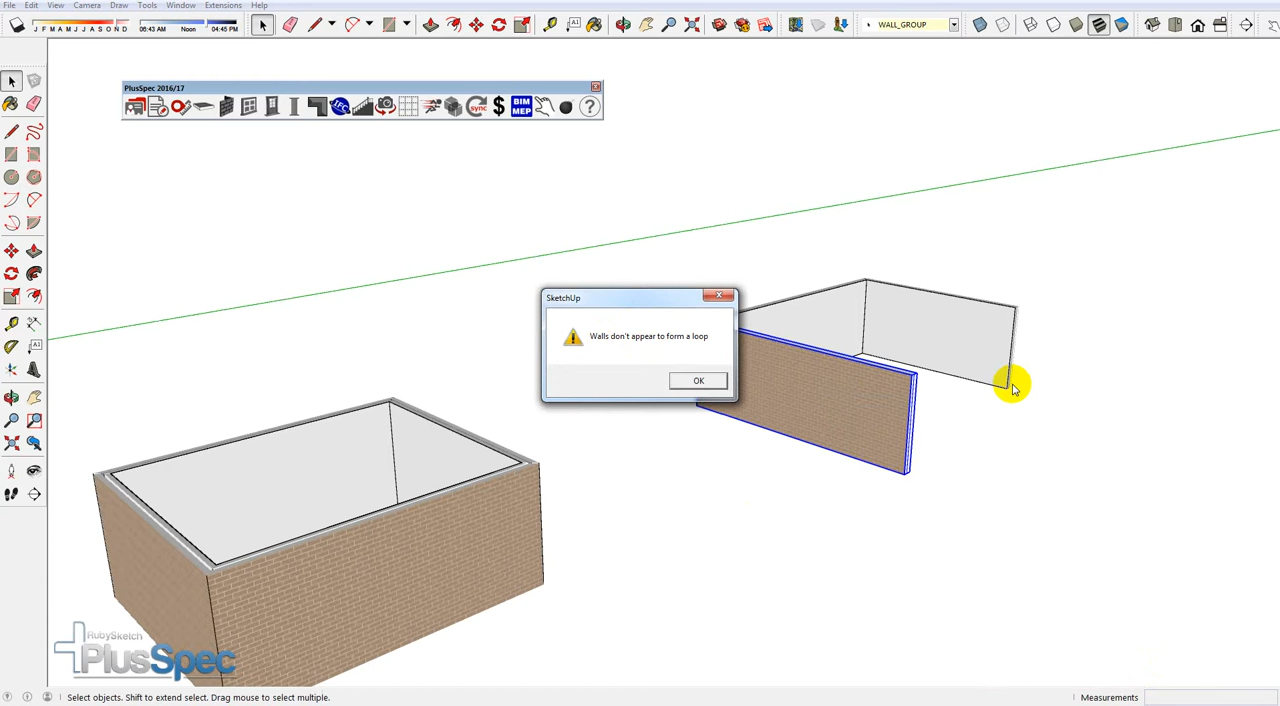 File Edit View Camera Draw Tools Window Extensions Help
J F M A M J J A S O N D 06:43 AM Noon 04:45 PM
WALL_GROUP
PlusSpec 2016/17
IFC sync $ BIM MEP ?
SketchUp
Walls don't appear to form a loop
OK
RubySketch
PlusSpec
Select objects. Shift to extend select. Drag mouse to select multiple.
Measurements